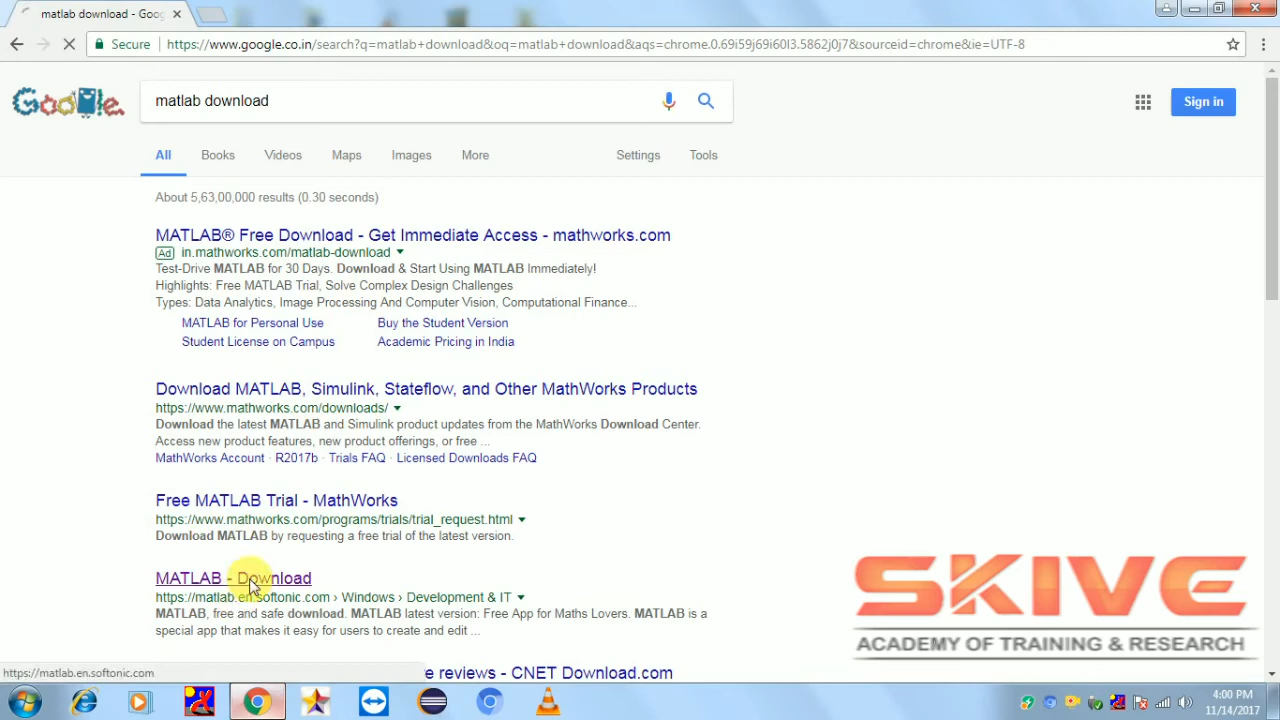 matlab download - Goog
Secure https://www.google.co.in/search?q=matlab+download&oq=matlab+download&aqs=chrome.0.69i59j69i60l3.5862j0j7&sourceid=chrome&ie=UTF-8
Google
matlab download
Sign in
All Books Videos Maps Images More Settings Tools
About 5,63,00,000 results (0.30 seconds)
MATLAB® Free Download - Get Immediate Access - mathworks.com
Ad in.mathworks.com/matlab-download
Test-Drive MATLAB for 30 Days. Download & Start Using MATLAB Immediately!
Highlights: Free MATLAB Trial, Solve Complex Design Challenges
Types: Data Analytics, Image Processing And Computer Vision, Computational Finance...
MATLAB for Personal Use Buy the Student Version
Student License on Campus Academic Pricing in India
Download MATLAB, Simulink, Stateflow, and Other MathWorks Products
https://www.mathworks.com/downloads/
Download the latest MATLAB and Simulink product updates from the MathWorks Download Center.
Access new product features, new product offerings, or free ...
MathWorks Account · R2017b · Trials FAQ · Licensed Downloads FAQ
Free MATLAB Trial - MathWorks
https://www.mathworks.com/programs/trials/trial_request.html
Download MATLAB by requesting a free trial of the latest version.
MATLAB - Download
https://matlab.en.softonic.com › Windows › Development & IT
MATLAB, free and safe download. MATLAB latest version: Free App for Maths Lovers. MATLAB is a
special app that makes it easy for users to create and edit ...
SKIVE
ACADEMY OF TRAINING & RESEARCH
https://matlab.en.softonic.com
e reviews - CNET Download.com
4:00 PM
11/14/2017